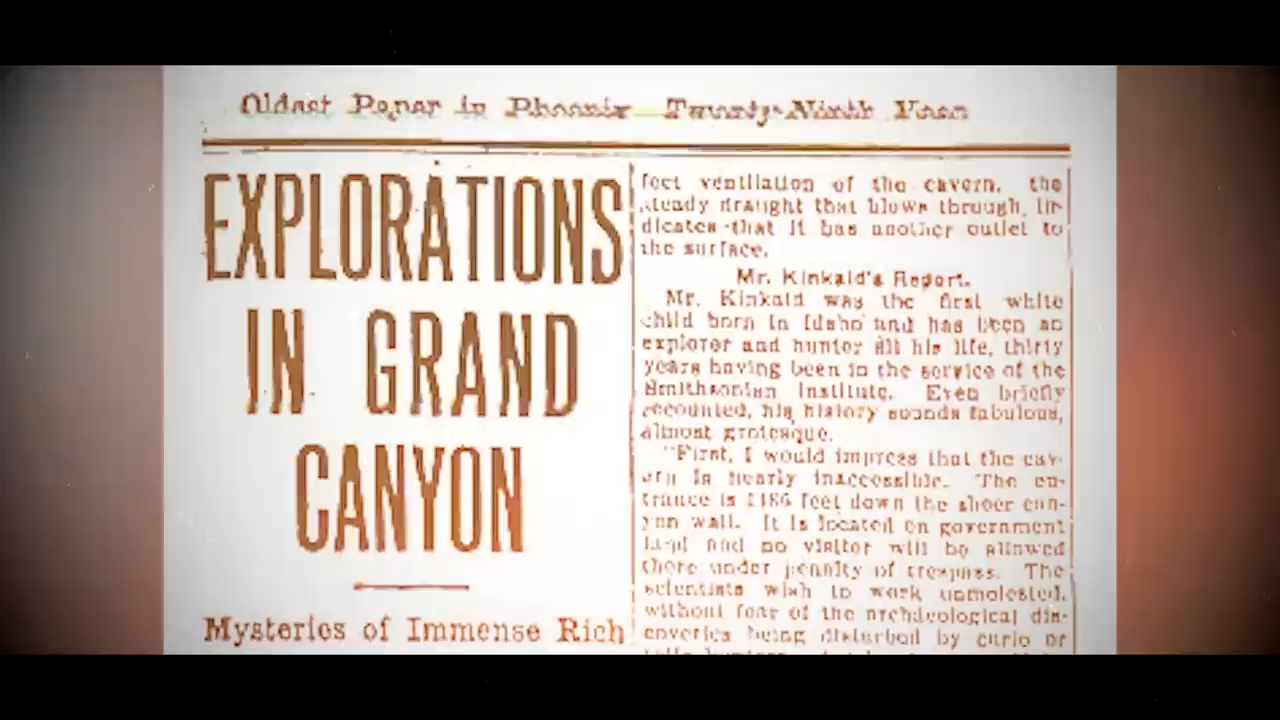 Oldest Paper in Phoenix—Twenty-Ninth Year
EXPLORATIONS
IN GRAND
CANYON
Mysteries of Immense Rich
fect ventilation of the cavern, the
steady draught that blows through, in-
dicates that it has another outlet to
the surface.
Mr. Kinkaid's Report.
Mr. Kinkaid was the first white
child born in Idaho and has been an
explorer and hunter all his life, thirty
years having been in the service of the
Smithsonian Institute. Even briefly
recounted, his history sounds fabulous,
almost grotesque.
"First, I would impress that the cav-
ern is nearly inaccessible. The en-
trance is 1486 feet down the sheer can-
yon wall. It is located on government
land and no visitor will be allowed
there under penalty of trespass. The
scientists wish to work unmolested,
without fear of the archæological dis-
coveries being disturbed by curio or